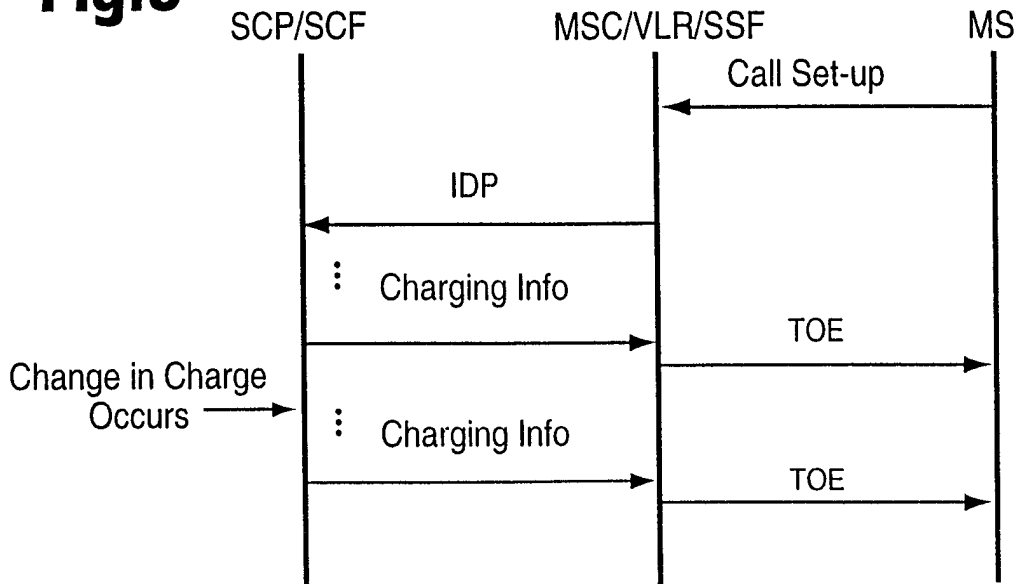 SCP/SCF MSC/VLR/SSF MS
Call Set-up
IDP
Charging Info
TOE
Change in Charge
Occurs
Charging Info
TOE